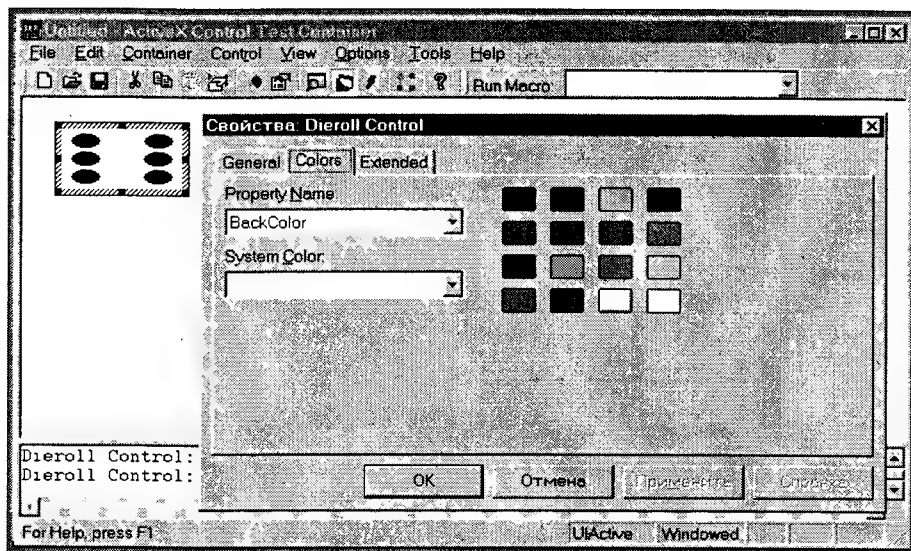 Untitled - ActiveX Control Test Container
File Edit Container Control View Options Tools Help
Run Macro:
Свойства: Dieroll Control
General Colors Extended
Property Name
BackColor
System Color:
Dieroll Control:
Dieroll Control:
OK Отмена Применить Справка
For Help, press F1
UIActive Windowed